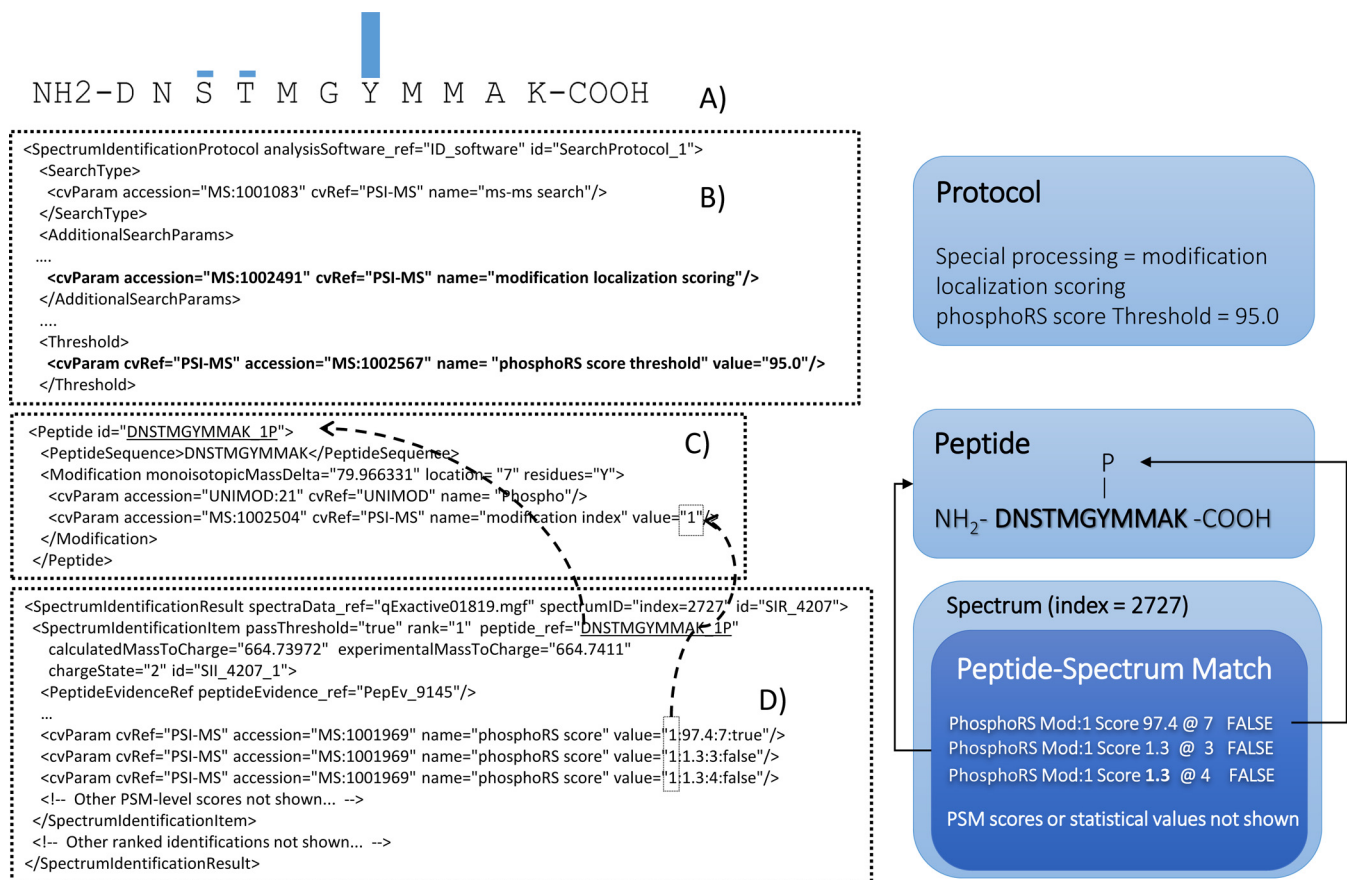 NH2-D N S T M G Y M M A K-COOH
A)
<SpectrumIdentificationProtocol analysisSoftware_ref="ID_software" id="SearchProtocol_1">
<SearchType>
<cvParam accession="MS:1001083" cvRef="PSI-MS" name="ms-ms search"/>
</SearchType>
<AdditionalSearchParams>
....
<cvParam accession="MS:1002491" cvRef="PSI-MS" name="modification localization scoring"/>
</AdditionalSearchParams>
....
<Threshold>
<cvParam cvRef="PSI-MS" accession="MS:1002567" name= "phosphoRS score threshold" value="95.0"/>
</Threshold>
B)
<Peptide id="DNSTMGYMMAK_1P">
<PeptideSequence>DNSTMGYMMAK</PeptideSequence>
<Modification monoisotopicMassDelta="79.966331" location= "7" residues="Y">
<cvParam accession="UNIMOD:21" cvRef="UNIMOD" name= "Phospho"/>
<cvParam accession="MS:1002504" cvRef="PSI-MS" name="modification index" value="1"/>
</Modification>
</Peptide>
C)
<SpectrumIdentificationResult spectraData_ref="qExactive01819.mgf" spectrumID="index=2727" id="SIR_4207">
<SpectrumIdentificationItem passThreshold="true" rank="1" peptide_ref="DNSTMGYMMAK_1P"
calculatedMassToCharge="664.73972" experimentalMassToCharge="664.7411"
chargeState="2" id="SII_4207_1">
<PeptideEvidenceRef peptideEvidence_ref="PepEv_9145"/>
...
<cvParam cvRef="PSI-MS" accession="MS:1001969" name="phosphoRS score" value="1:97.4:7:true"/>
<cvParam cvRef="PSI-MS" accession="MS:1001969" name="phosphoRS score" value="1:1.3:3:false"/>
<cvParam cvRef="PSI-MS" accession="MS:1001969" name="phosphoRS score" value="1:1.3:4:false"/>
<!-- Other PSM-level scores not shown... -->
</SpectrumIdentificationItem>
<!-- Other ranked identifications not shown... -->
</SpectrumIdentificationResult>
D)
Protocol
Special processing = modification
localization scoring
phosphoRS score Threshold = 95.0
Peptide
P
NH2- DNSTMGYMMAK -COOH
Spectrum (index = 2727)
Peptide-Spectrum Match
PhosphoRS Mod:1 Score 97.4 @ 7 FALSE
PhosphoRS Mod:1 Score 1.3 @ 3 FALSE
PhosphoRS Mod:1 Score 1.3 @ 4 FALSE
PSM scores or statistical values not shown